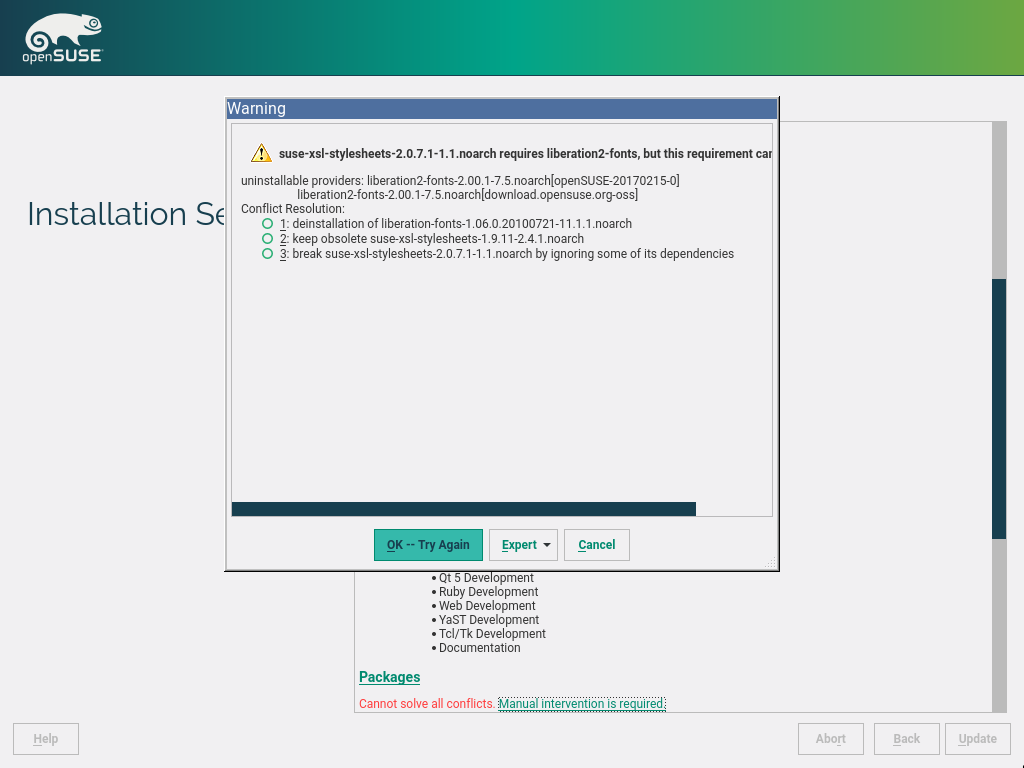 openSUSE
Warning
suse-xsl-stylesheets-2.0.7.1-1.1.noarch requires liberation2-fonts, but this requirement can
uninstallable providers: liberation2-fonts-2.00.1-7.5.noarch[openSUSE-20170215-0]
liberation2-fonts-2.00.1-7.5.noarch[download.opensuse.org-oss]
Conflict Resolution:
1: deinstallation of liberation-fonts-1.06.0.20100721-11.1.1.noarch
2: keep obsolete suse-xsl-stylesheets-1.9.11-2.4.1.noarch
3: break suse-xsl-stylesheets-2.0.7.1-1.1.noarch by ignoring some of its dependencies
Installation Se
OK -- Try Again Expert Cancel
• Qt 5 Development
• Ruby Development
• Web Development
• YaST Development
• Tcl/Tk Development
• Documentation
Packages
Cannot solve all conflicts. Manual intervention is required.
Help Abort Back Update